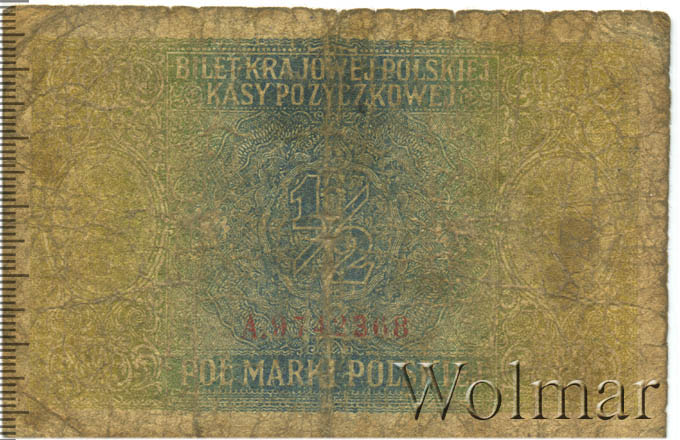 BILET KRAJOWEJ POLSKIEJ
KASY POŻYCZKOWEJ
1/2
PÓŁ MARKI POLSKIEJ
Wolmar